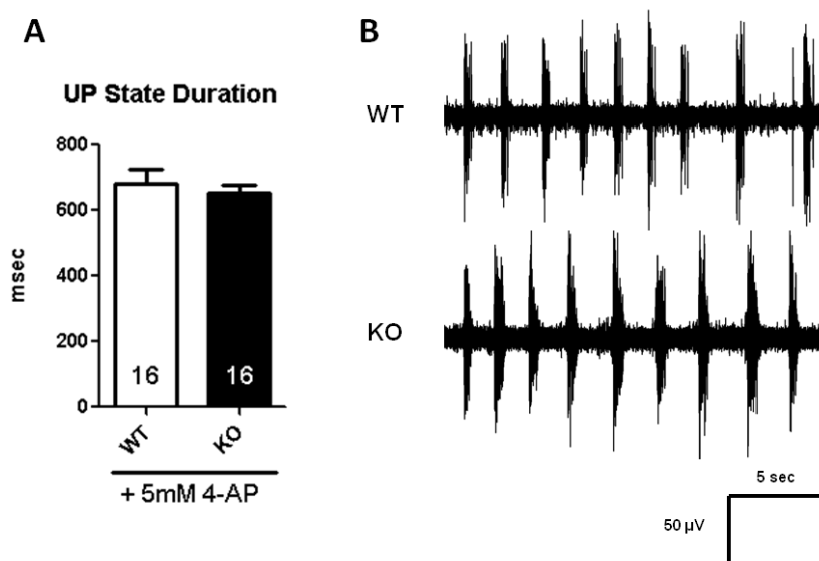 A
UP State Duration
800
600
400
200
0
msec
16
16
WT
KO
+ 5mM 4-AP
B
WT
KO
5 sec
50 µV